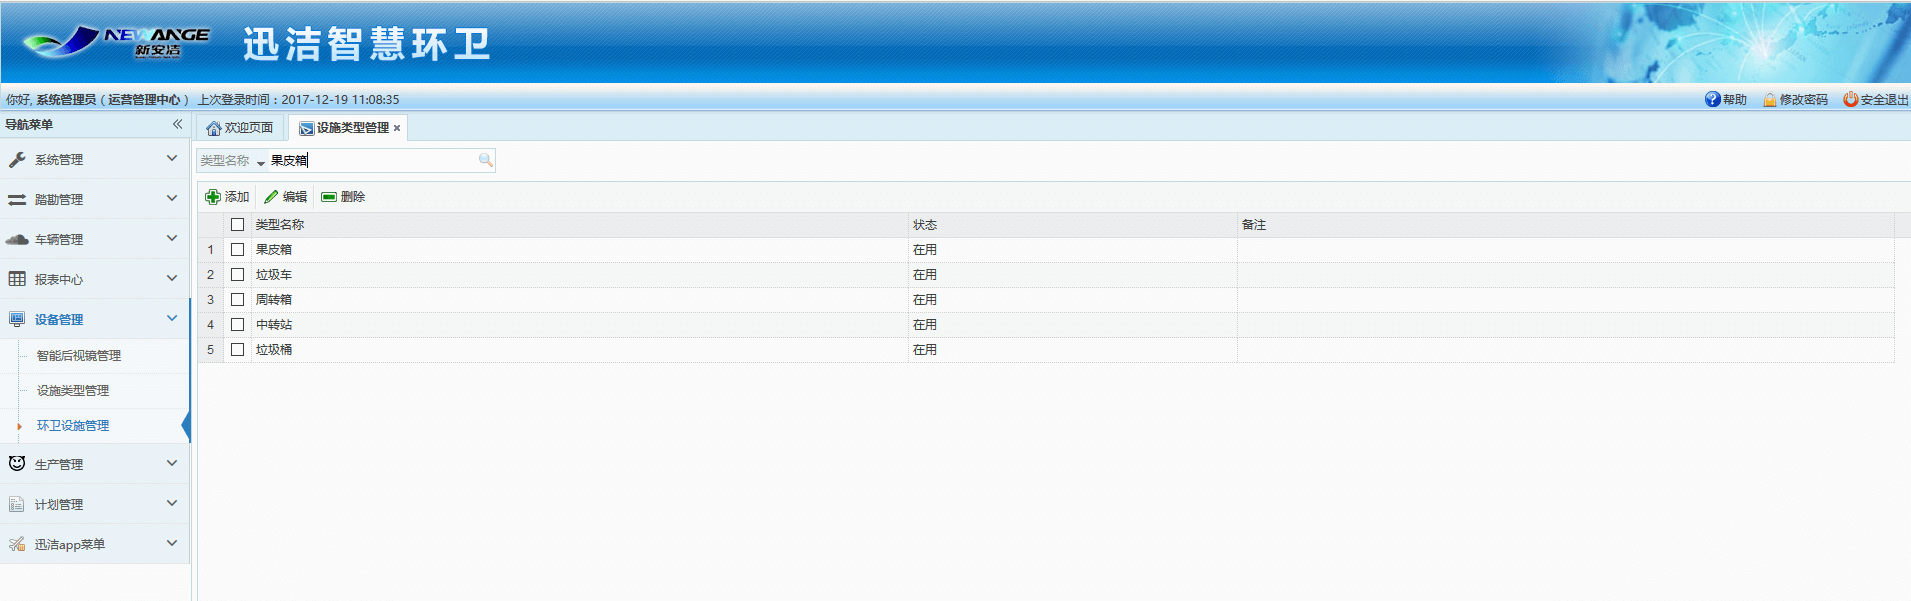 NEWANGE
新安洁
迅洁智慧环卫
你好, 系统管理员 ( 运营管理中心 ) 上次登录时间：2017-12-19 11:08:35
帮助 修改密码 安全退出
导航菜单
系统管理
踏勘管理
车辆管理
报表中心
设备管理
智能后视镜管理
设施类型管理
环卫设施管理
生产管理
计划管理
迅洁app菜单
欢迎页面 设施类型管理
类型名称 果皮箱
添加 编辑 删除
类型名称 状态 备注
1 果皮箱 在用
2 垃圾车 在用
3 周转箱 在用
4 中转站 在用
5 垃圾桶 在用